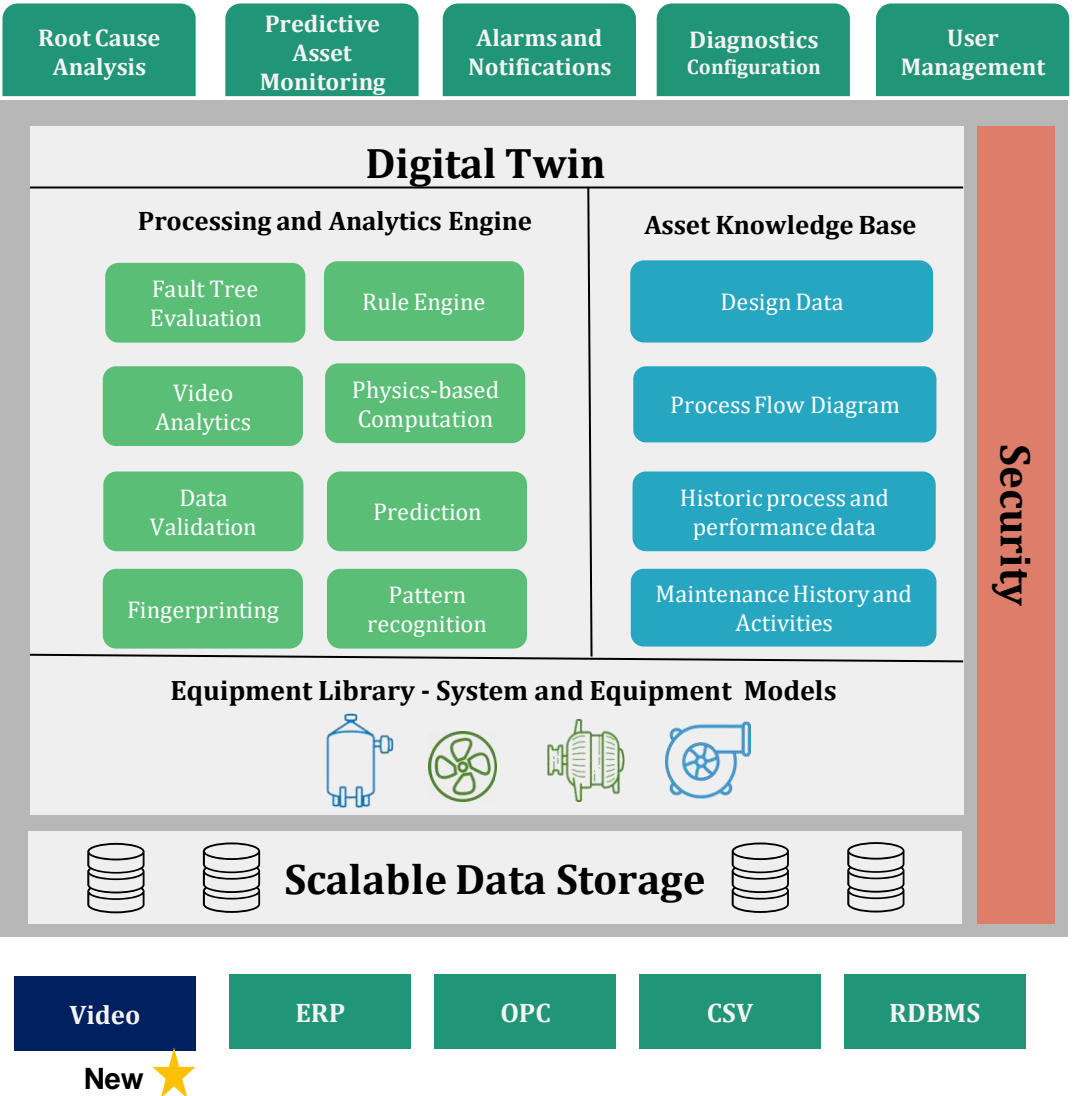 Root Cause
Analysis
Predictive
Asset
Monitoring
Alarms and
Notifications
Diagnostics
Configuration
User
Management
Digital Twin
Processing and Analytics Engine
Asset Knowledge Base
Fault Tree
Evaluation
Rule Engine
Design Data
Video
Analytics
Physics-based
Computation
Process Flow Diagram
Data
Validation
Prediction
Historic process and
performance data
Fingerprinting
Pattern
recognition
Maintenance History and
Activities
Security
Equipment Library - System and Equipment Models
Scalable Data Storage
Video
ERP
OPC
CSV
RDBMS
New